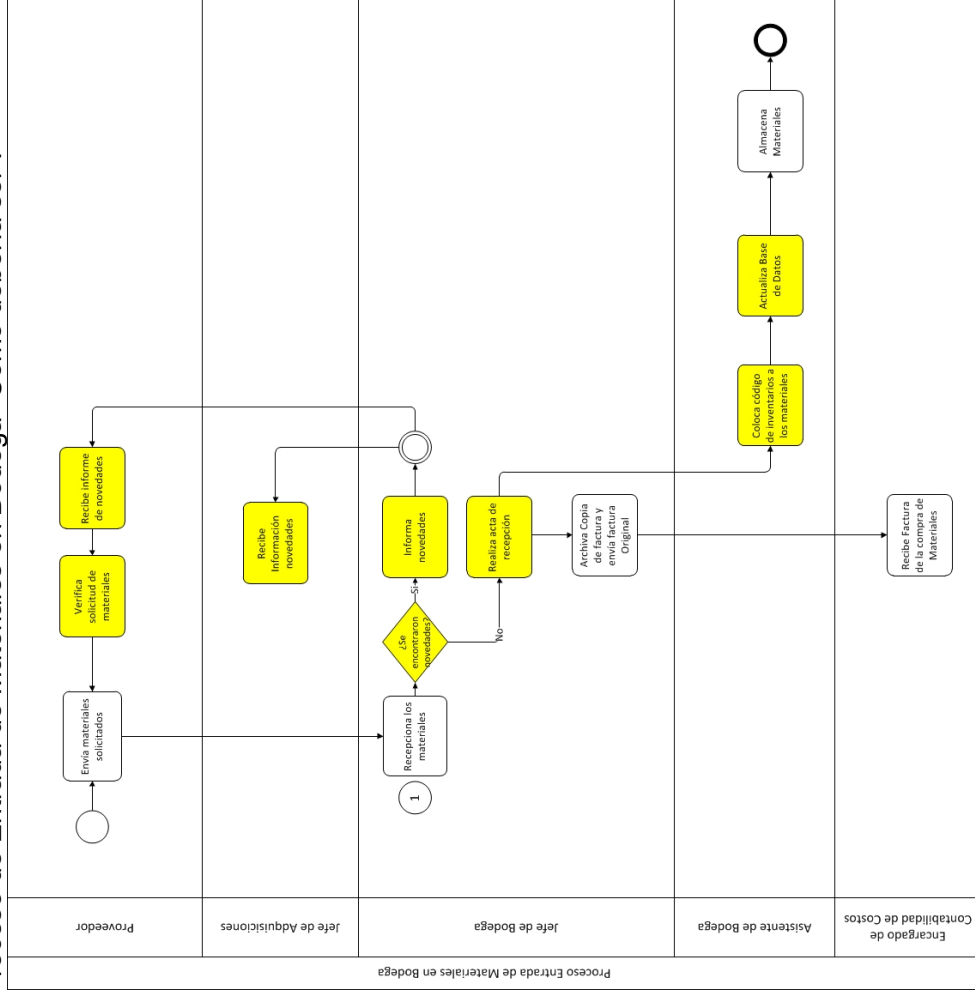 Proceso Entrada de Materiales en Bodega
Proveedor
Envía materiales
solicitados
Verifica
solicitud de
materiales
Recibe informe
de novedades
Jefe de Adquisiciones
Recibe
Información
novedades
Jefe de Bodega
1
Recepciona los
materiales
¿Se
encontraron
novedades?
Si
No
Informa
novedades
Realiza acta de
recepción
Archiva Copia
de factura y
envía factura
Original
Asistente de Bodega
Coloca código
de inventarios a
los materiales
Actualiza Base
de Datos
Almacena
Materiales
Encargado de
Contabilidad de Costos
Recibe Factura
de la compra de
Materiales